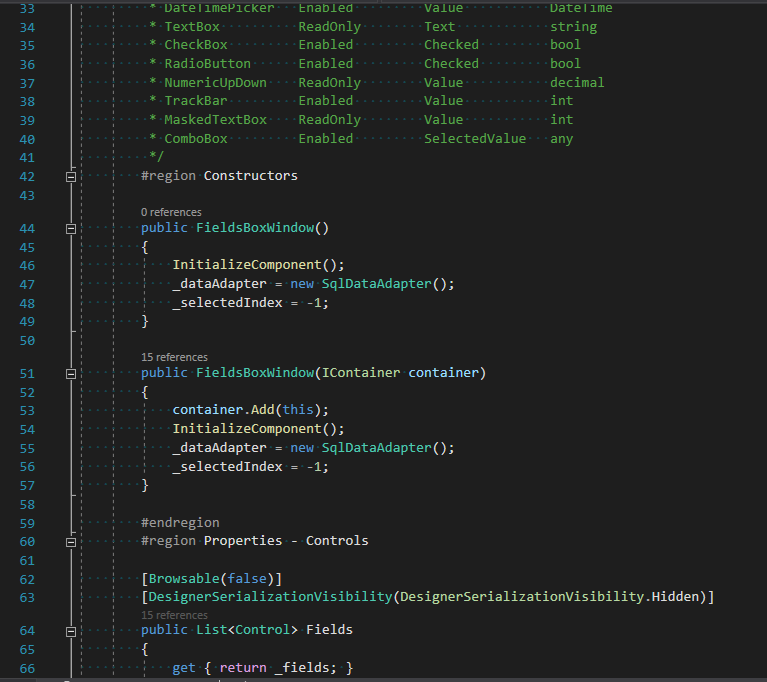 33 * DateTimePicker Enabled Value DateTime
34 * TextBox ReadOnly Text string
35 * CheckBox Enabled Checked bool
36 * RadioButton Enabled Checked bool
37 * NumericUpDown ReadOnly Value decimal
38 * TrackBar Enabled Value int
39 * MaskedTextBox ReadOnly Value int
40 * ComboBox Enabled SelectedValue any
41 */
42 #region Constructors
43
0 references
44 public FieldsBoxWindow()
45 {
46 InitializeComponent();
47 _dataAdapter = new SqlDataAdapter();
48 _selectedIndex = -1;
49 }
50
15 references
51 public FieldsBoxWindow(IContainer container)
52 {
53 container.Add(this);
54 InitializeComponent();
55 _dataAdapter = new SqlDataAdapter();
56 _selectedIndex = -1;
57 }
58
59 #endregion
60 #region Properties - Controls
61
62 [Browsable(false)]
63 [DesignerSerializationVisibility(DesignerSerializationVisibility.Hidden)]
15 references
64 public List<Control> Fields
65 {
66 get { return _fields; }